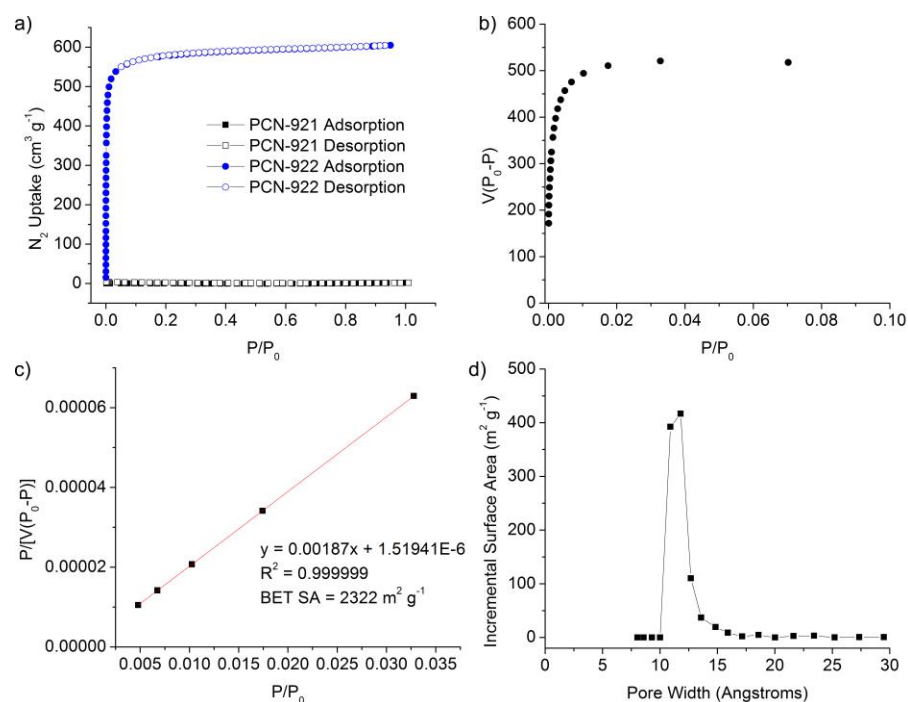 a)
600
500
400
300
200
100
0
N₂ Uptake (cm³ g⁻¹)
PCN-921 Adsorption
PCN-921 Desorption
PCN-922 Adsorption
PCN-922 Desorption
0.0 0.2 0.4 0.6 0.8 1.0
P/P₀
b)
600
500
400
300
200
100
0
V(P₀-P)
0.00 0.02 0.04 0.06 0.08 0.10
P/P₀
c)
0.00006
0.00004
0.00002
0.00000
P/[V(P₀-P)]
y = 0.00187x + 1.51941E-6
R² = 0.999999
BET SA = 2322 m² g⁻¹
0.005 0.010 0.015 0.020 0.025 0.030 0.035
P/P₀
d)
500
400
300
200
100
0
Incremental Surface Area (m² g⁻¹)
0 5 10 15 20 25 30
Pore Width (Angstroms)